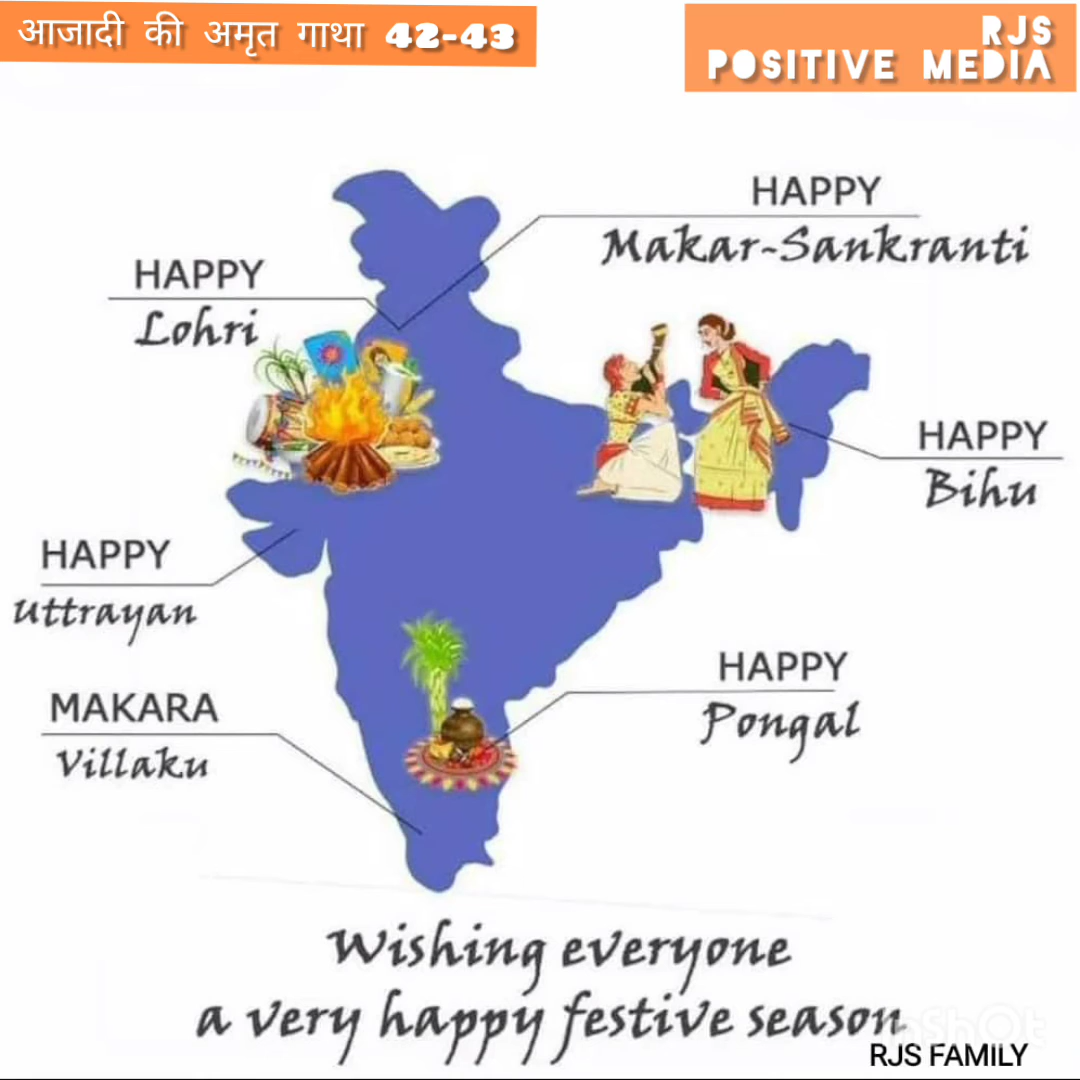 आजादी की अमृत गाथा 42-43
RJS
POSITIVE MEDIA
HAPPY
Makar-Sankranti
HAPPY
Lohri
HAPPY
Bihu
HAPPY
Uttrayan
HAPPY
Pongal
MAKARA
Villaku
Wishing everyone
a very happy festive season
InShOt
RJS FAMILY